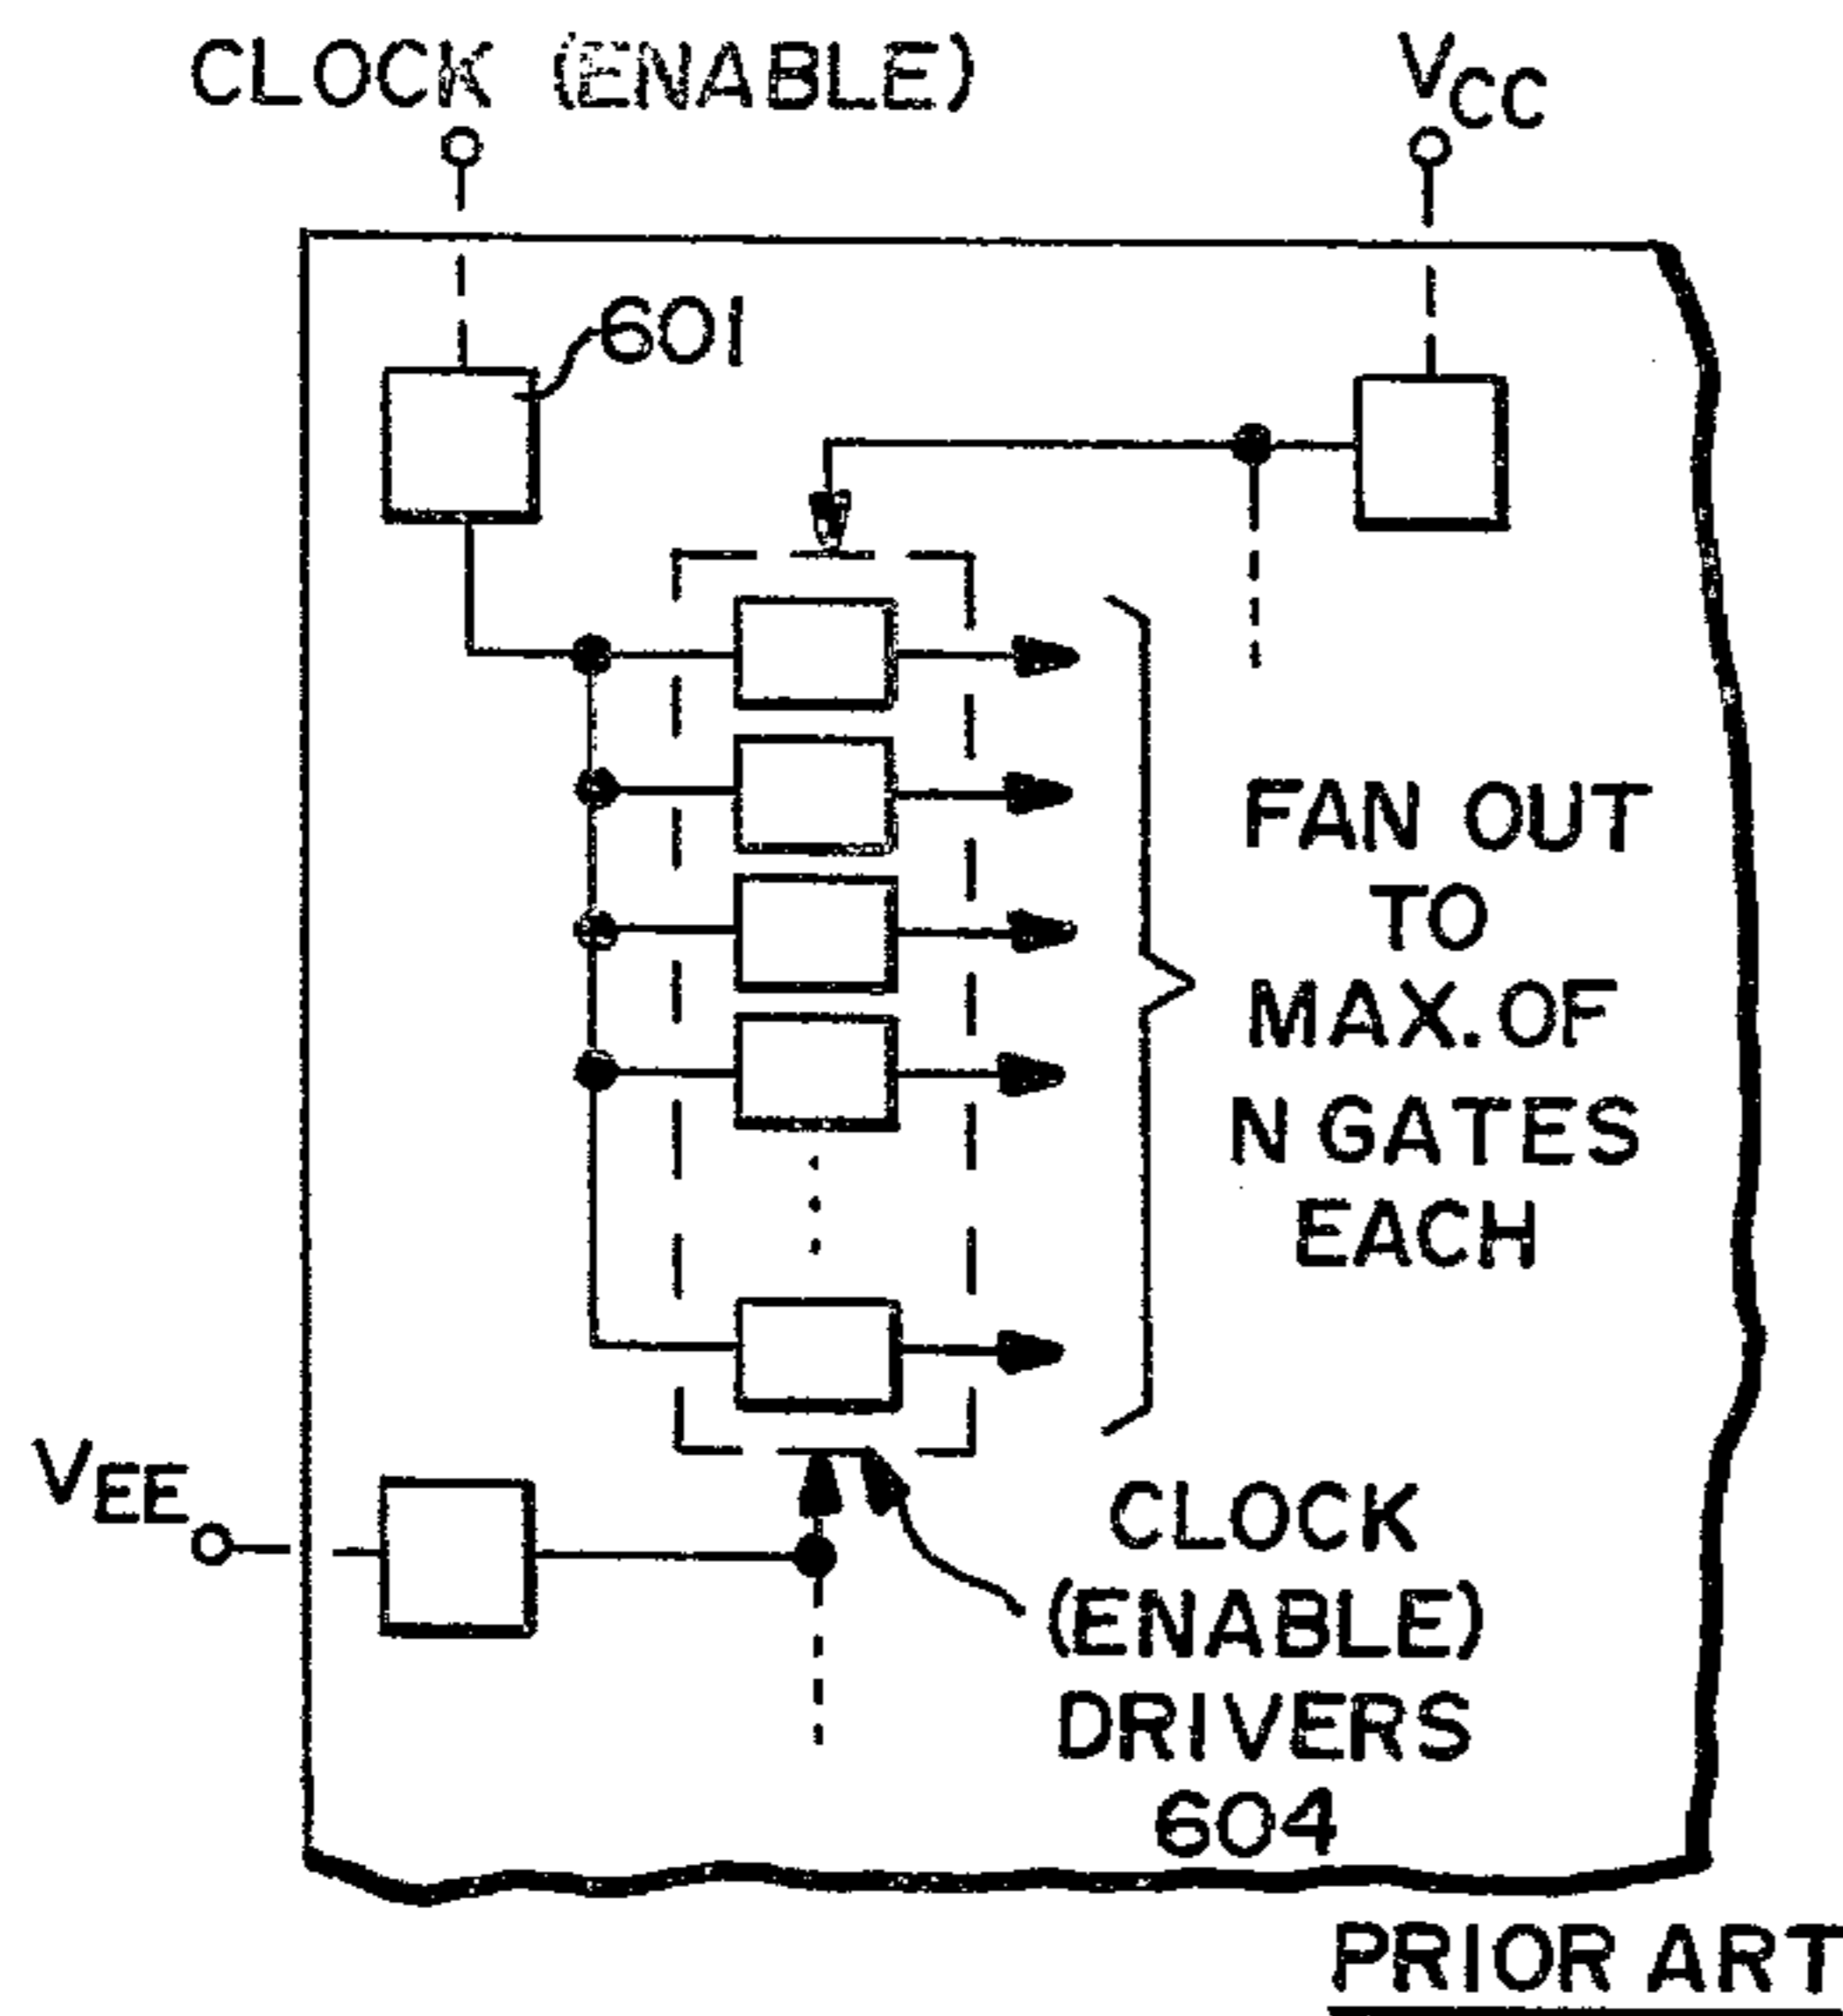 CLOCK (ENABLE)
VCC
601
FAN OUT
TO
MAX. OF
N GATES
EACH
VEE
CLOCK
(ENABLE)
DRIVERS
604
PRIOR ART